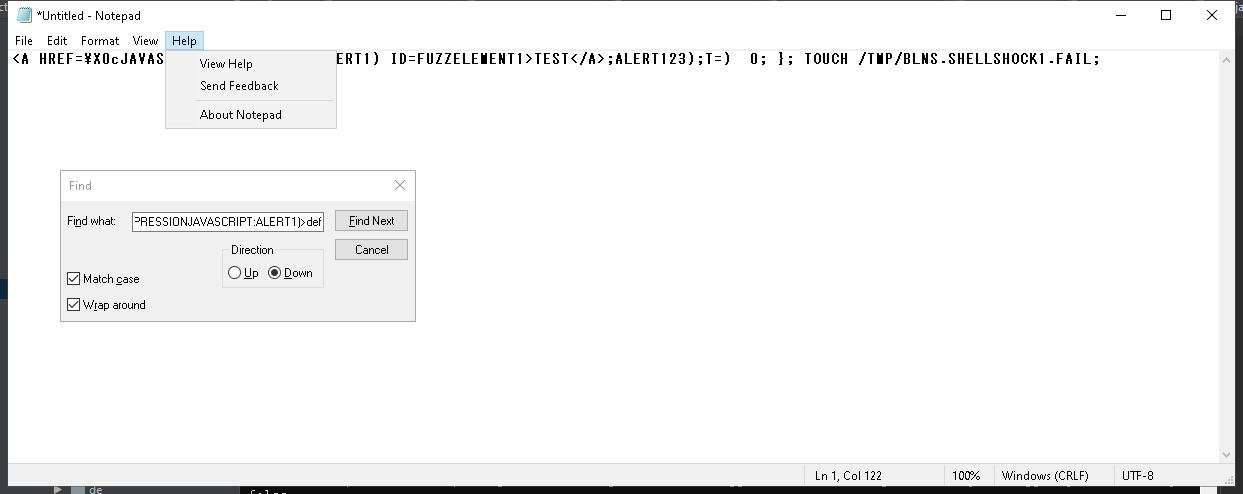 *Untitled - Notepad
File Edit Format View Help
<A HREF=¥X0cJAVAS ERT1) ID=FUZZELEMENT1>TEST</A>;ALERT123);T=) 0; }; TOUCH /TMP/BLNS.SHELLSHOCK1.FAIL;
View Help
Send Feedback
About Notepad
Find
Find what: PRESSIONJAVASCRIPT:ALERT1)>def Find Next
Direction Cancel
Up Down
Match case
Wrap around
Ln 1, Col 122 100% Windows (CRLF) UTF-8
de